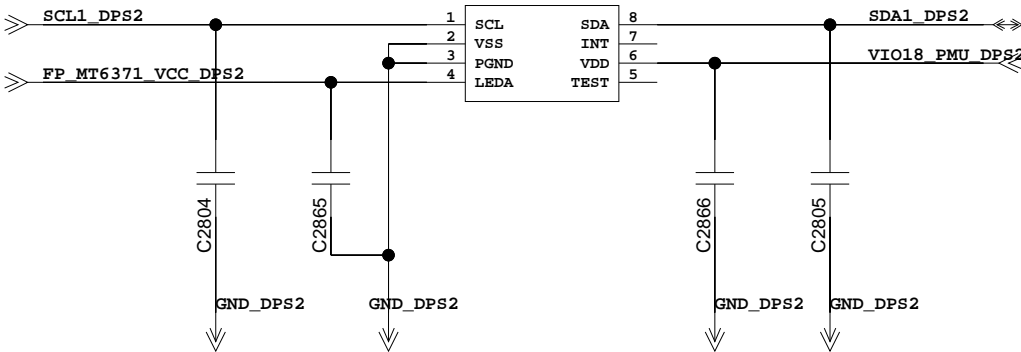 SCL1_DPS2
1 SCL SDA 8
SDA1_DPS2
2 VSS INT 7
3 PGND VDD 6
VIO18_PMU_DPS2
FP_MT6371_VCC_DPS2
4 LEDA TEST 5
C2804
C2865
C2866
C2805
GND_DPS2
GND_DPS2
GND_DPS2
GND_DPS2